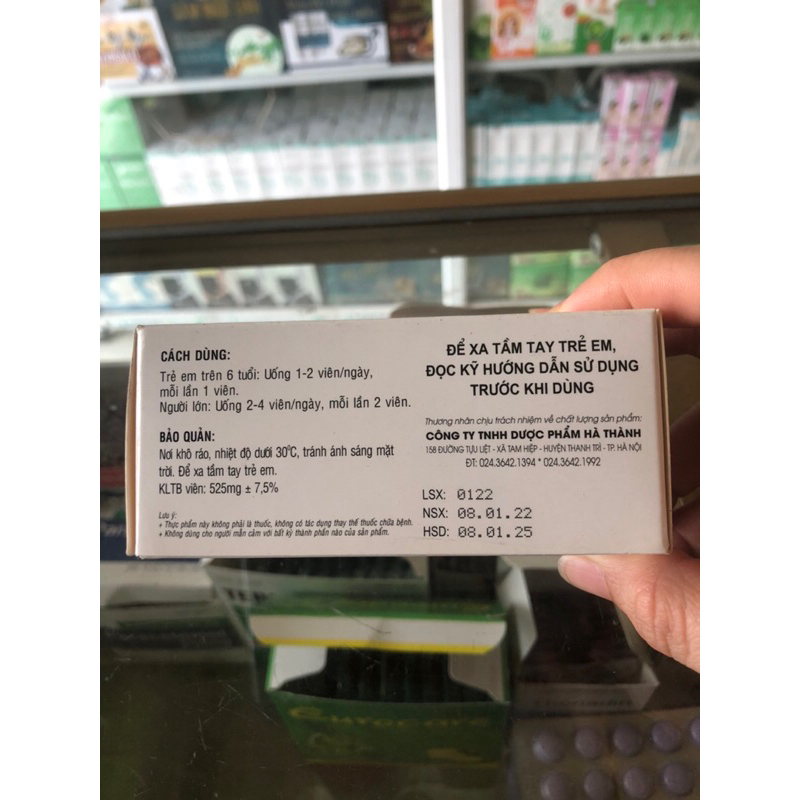 CÁCH DÙNG:
Trẻ em trên 6 tuổi: Uống 1-2 viên/ngày,
mỗi lần 1 viên.
Người lớn: Uống 2-4 viên/ngày, mỗi lần 2 viên.
BẢO QUẢN:
Nơi khô ráo, nhiệt độ dưới 30°C, tránh ánh sáng mặt
trời. Để xa tầm tay trẻ em.
KLTB viên: 525mg ± 7,5%
Lưu ý:
+ Thực phẩm này không phải là thuốc, không có tác dụng thay thế thuốc chữa bệnh.
+ Không dùng cho người mẫn cảm với bất kỳ thành phần nào của sản phẩm.
ĐỂ XA TẦM TAY TRẺ EM,
ĐỌC KỸ HƯỚNG DẪN SỬ DỤNG
TRƯỚC KHI DÙNG
Thương nhân chịu trách nhiệm về chất lượng sản phẩm:
CÔNG TY TNHH DƯỢC PHẨM HÀ THÀNH
158 ĐƯỜNG TỰU LIỆT - XÃ TAM HIỆP - HUYỆN THANH TRÌ - TP. HÀ NỘI
ĐT: 024.3642.1394 * 024.3642.1992
LSX: 0122
NSX: 08.01.22
HSD: 08.01.25